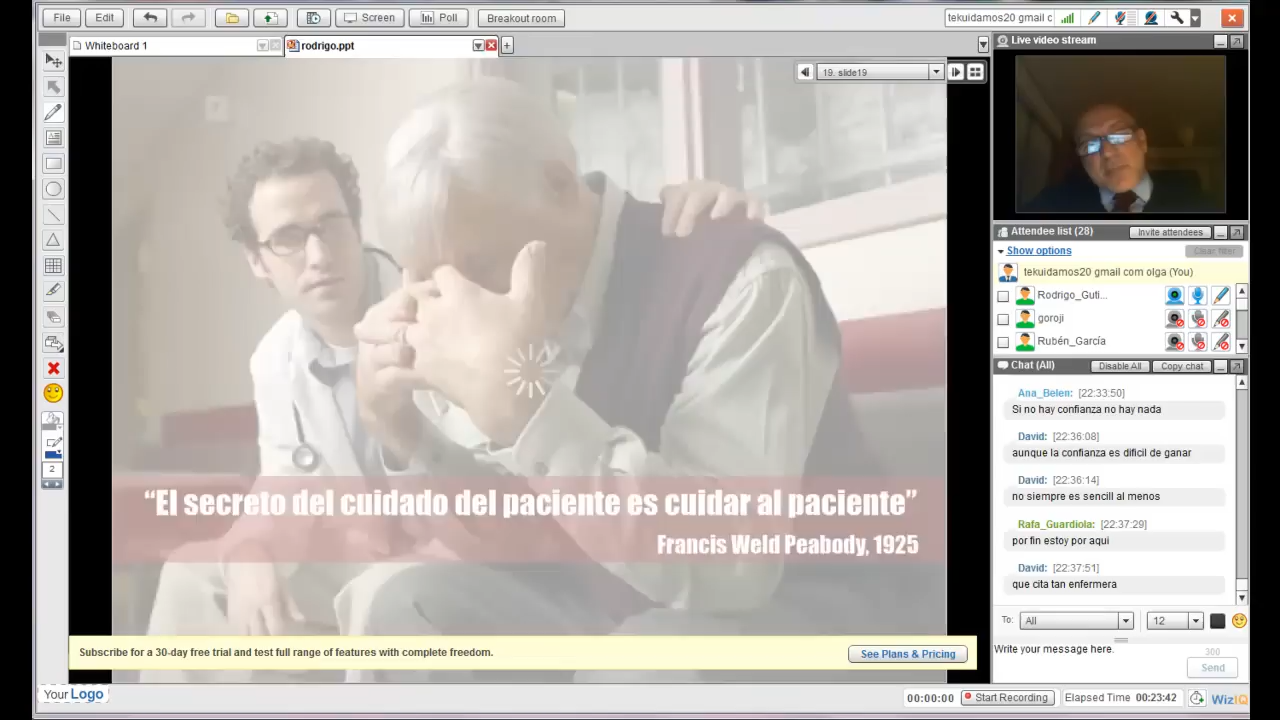 File
Edit
Screen
Poll
Breakout room
tekuidamos20 gmail c
Whiteboard 1
rodrigo.ppt
19. slide19
“El secreto del cuidado del paciente es cuidar al paciente”
Francis Weld Peabody, 1925
Subscribe for a 30-day free trial and test full range of features with complete freedom.
See Plans & Pricing
2
Your Logo
Live video stream
Attendee list (28)
Invite attendees
Show options
Clear filter
tekuidamos20 gmail com olga (You)
Rodrigo_Guti...
goroji
Rubén_García
Chat (All)
Disable All
Copy chat
Ana_Belen: [22:33:50]
Si no hay confianza no hay nada
David: [22:36:08]
aunque la confianza es dificil de ganar
David: [22:36:14]
no siempre es sencill al menos
Rafa_Guardiola: [22:37:29]
por fin estoy por aqui
David: [22:37:51]
que cita tan enfermera
To:
All
12
Write your message here.
300
Send
00:00:00
Start Recording
Elapsed Time 00:23:42
WizIQ